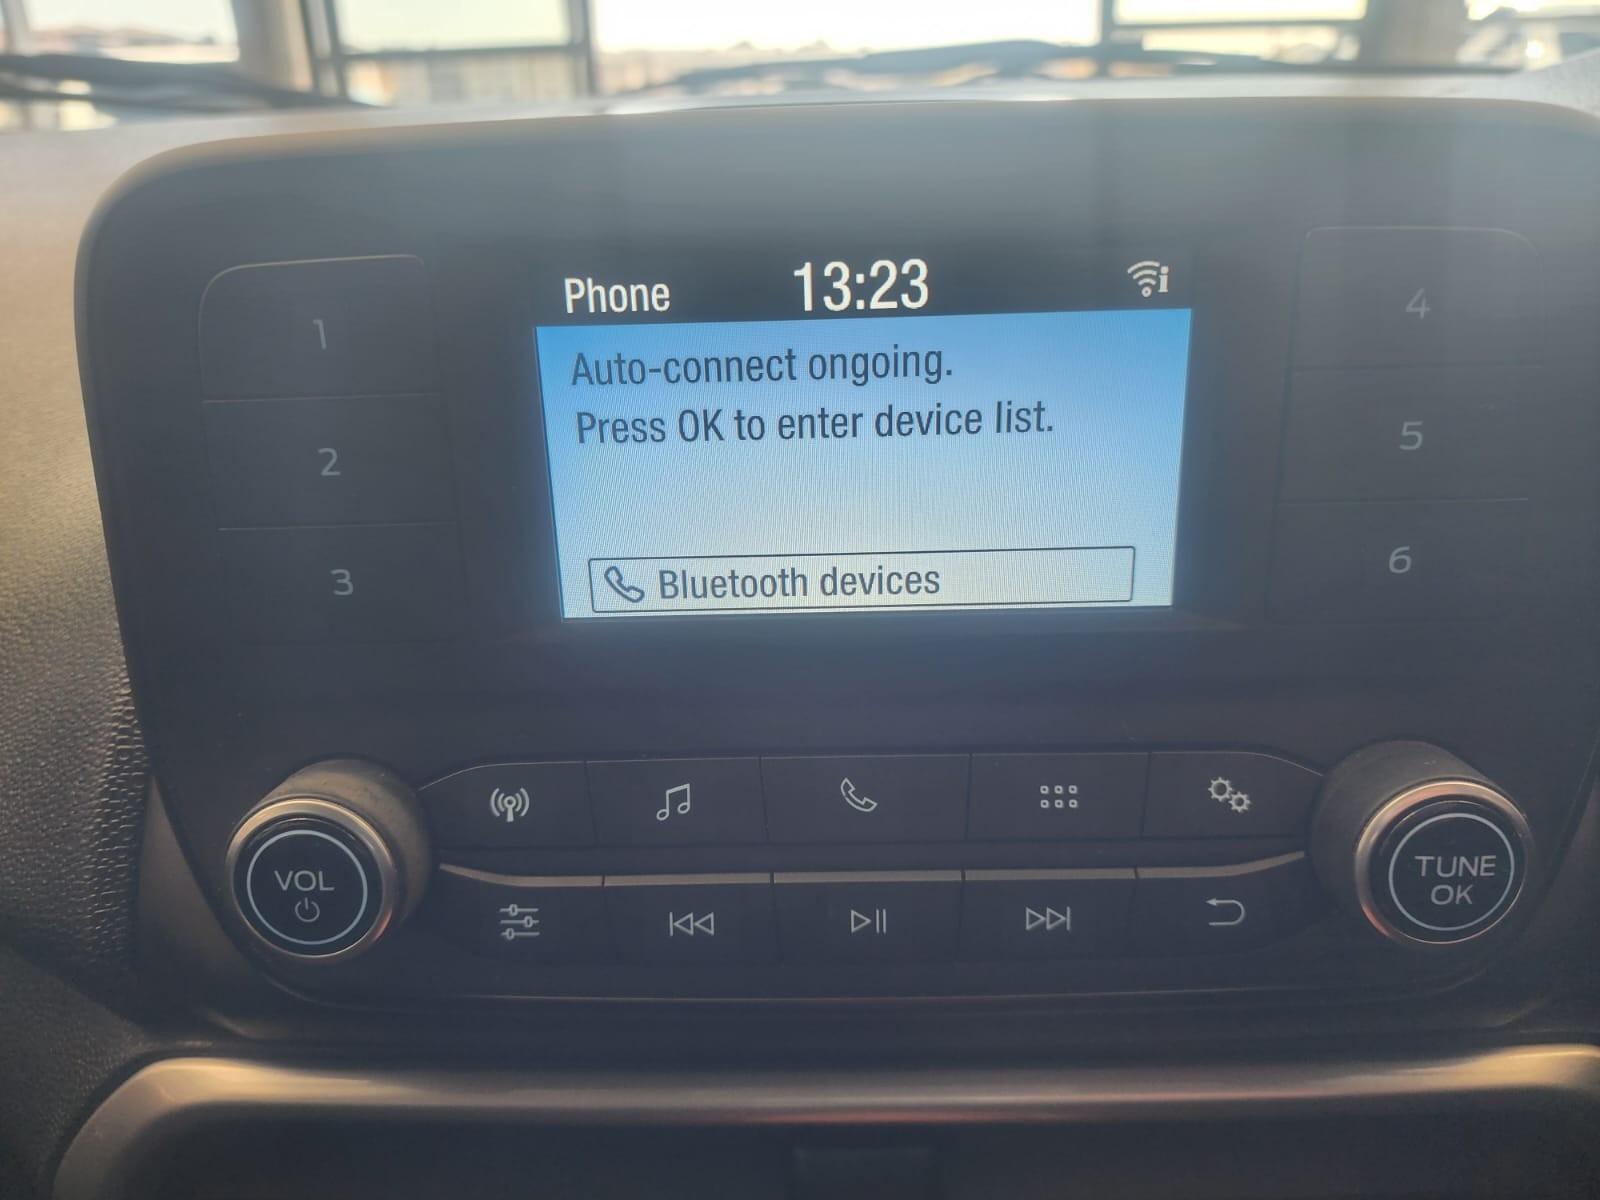 Phone 13:23
Auto-connect ongoing.
Press OK to enter device list.
Bluetooth devices
1
2
3
4
5
6
VOL
TUNE
OK